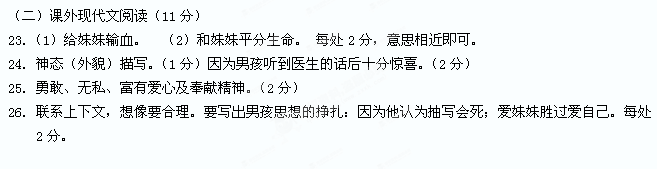 （二）课外现代文阅读（11 分）
23．（1）给妹妹输血。 （2）和妹妹平分生命。 每处 2 分，意思相近即可。
24．神态（外貌）描写。（1 分）因为男孩听到医生的话后十分惊喜。（2 分）
25．勇敢、无私、富有爱心及奉献精神。（2 分）
26．联系上下文，想像要合理。要写出男孩思想的挣扎：因为他认为抽写会死；爱妹妹胜过爱自己。每处
2 分。